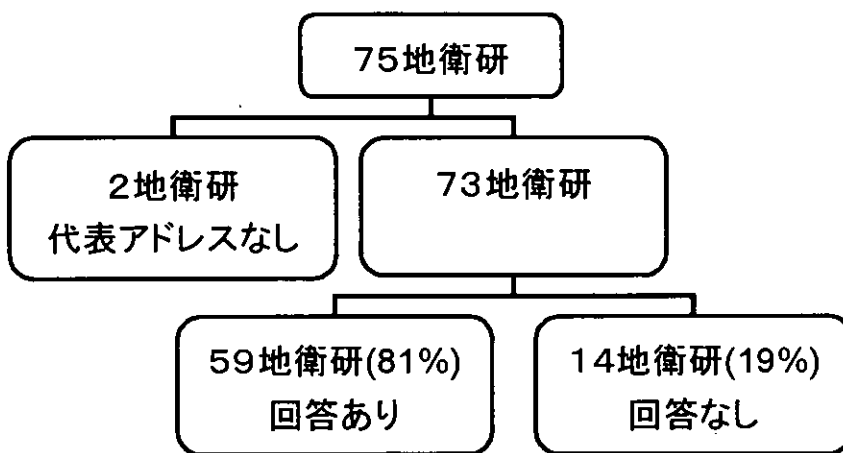 75地衛研
2地衛研
代表アドレスなし
73地衛研
59地衛研(81%)
回答あり
14地衛研(19%)
回答なし